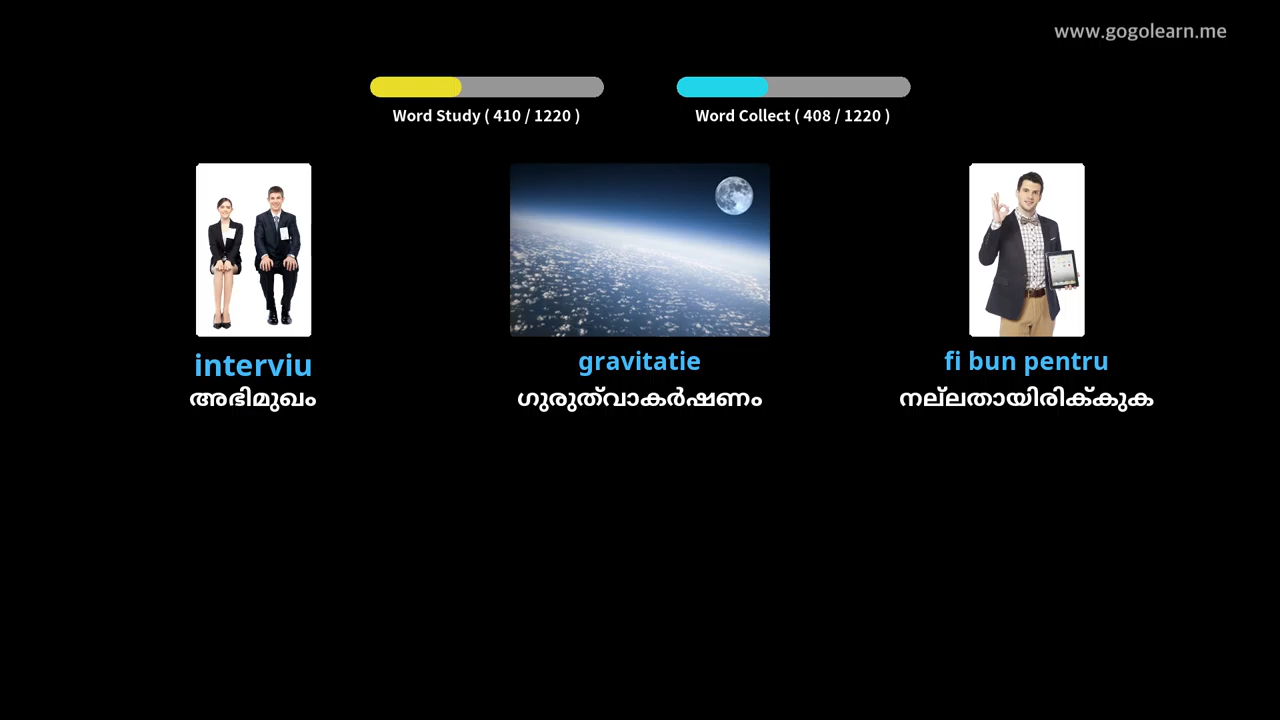 www.gogolearn.me
Word Study ( 410 / 1220 )
Word Collect ( 408 / 1220 )
interviu
അഭിമുഖം
gravitatie
ഗുരുത്‌വാകർഷണം
fi bun pentru
നല്ലതായിരിക്കുക